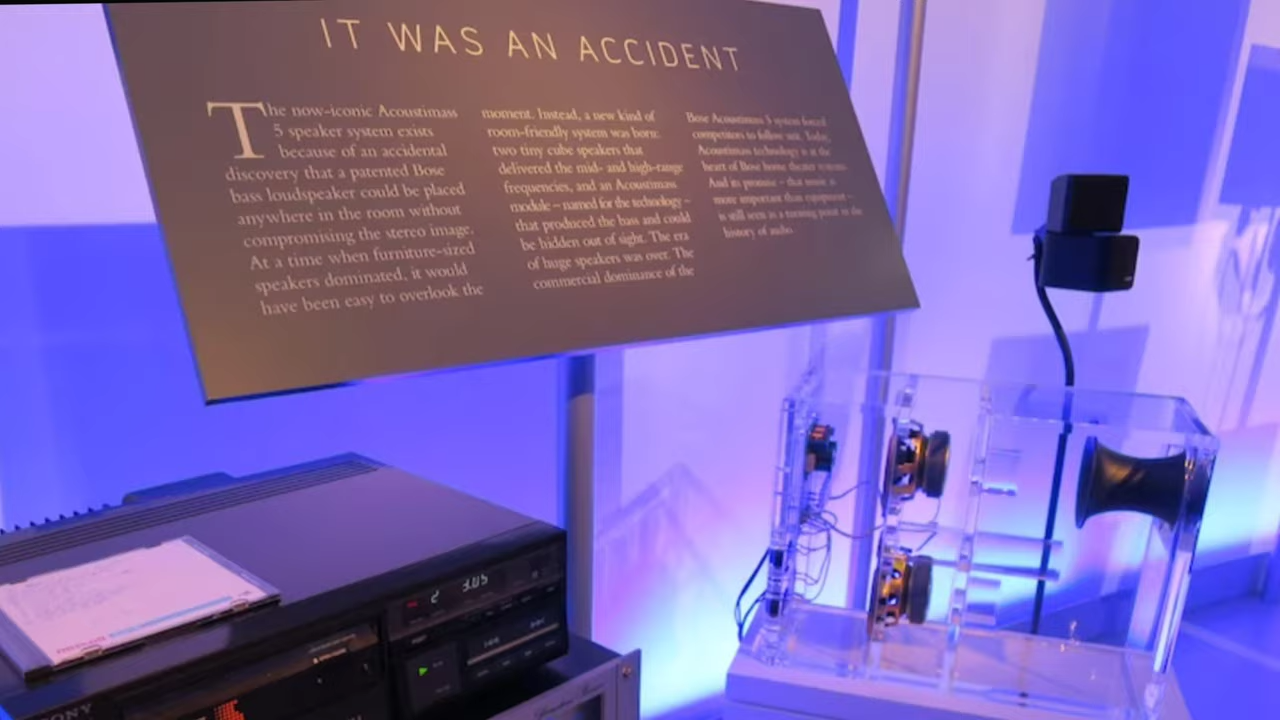 IT WAS AN ACCIDENT
The now-iconic Acoustimass
5 speaker system exists
because of an accidental
discovery that a patented Bose
bass loudspeaker could be placed
anywhere in the room without
compromising the stereo image.
At a time when furniture-sized
speakers dominated, it would
have been easy to overlook the
moment. Instead, a new kind of
room-friendly system was born:
two tiny cube speakers that
delivered the mid- and high-range
frequencies, and an Acoustimass
module – named for the technology –
that produced the bass and could
be hidden out of sight. The era
of huge speakers was over. The
commercial dominance of the
Bose Acoustimass 5 system forced
competitors to follow suit. Today,
Acoustimass technology is at the
heart of Bose home theater systems.
And its promise – that music is
more important than equipment –
is still seen as a turning point in the
history of audio.
2 3:05
SONY